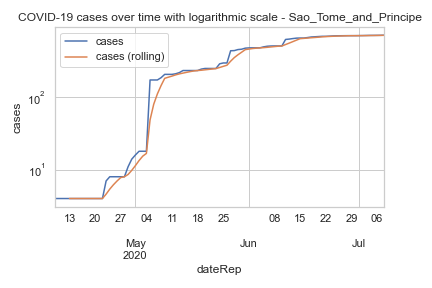 COVID-19 cases over time with logarithmic scale - Sao_Tome_and_Principe
cases
cases (rolling)
cases
10²
10¹
13 20 27 04 11 18 25 08 15 22 29 06
May Jun Jul
2020
dateRep